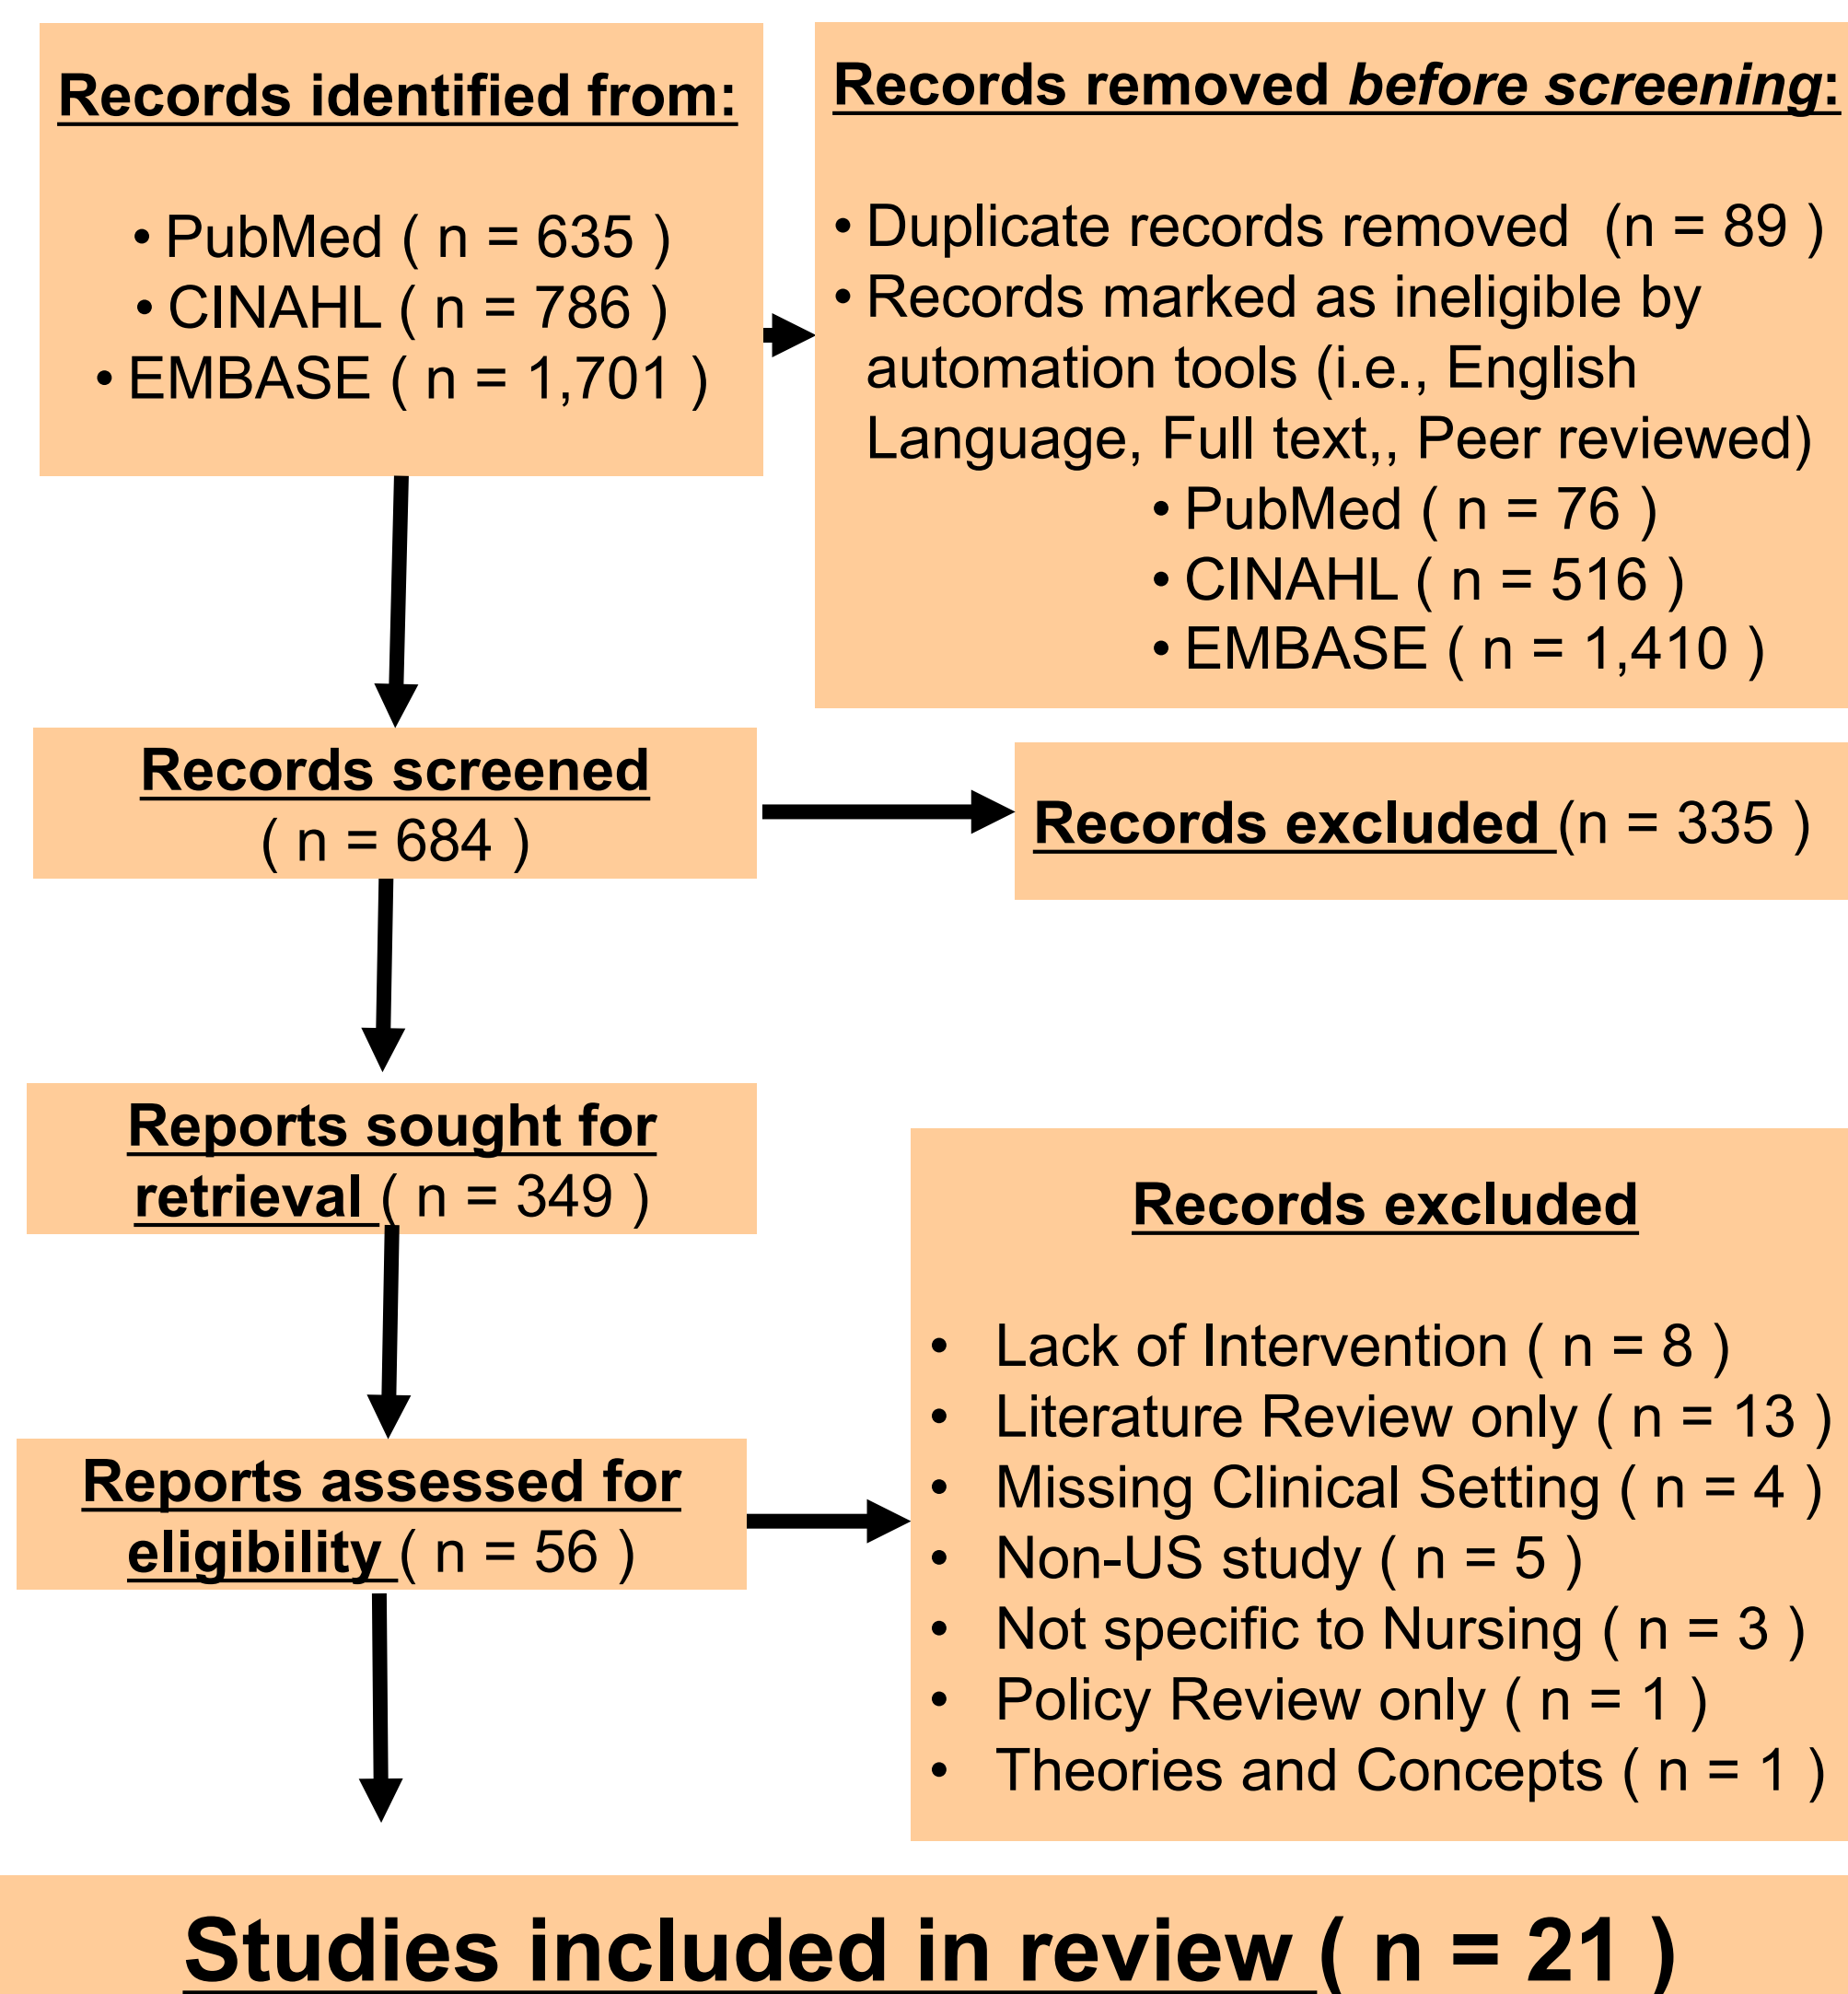 Records identified from:
• PubMed ( n = 635 )
• CINAHL ( n = 786 )
• EMBASE ( n = 1,701 )
Records removed before screening:
• Duplicate records removed  (n = 89 )
• Records marked as ineligible by
automation tools (i.e., English
Language, Full text,, Peer reviewed)
• PubMed ( n = 76 )
• CINAHL ( n = 516 )
• EMBASE ( n = 1,410 )
Records screened
( n = 684 )
Records excluded (n = 335 )
Reports sought for
retrieval ( n = 349 )
Reports assessed for
eligibility ( n = 56 )
Records excluded
• Lack of Intervention ( n = 8 )
• Literature Review only ( n = 13 )
• Missing Clinical Setting ( n = 4 )
• Non-US study ( n = 5 )
• Not specific to Nursing ( n = 3 )
• Policy Review only ( n = 1 )
• Theories and Concepts ( n = 1 )
Studies included in review ( n = 21 )